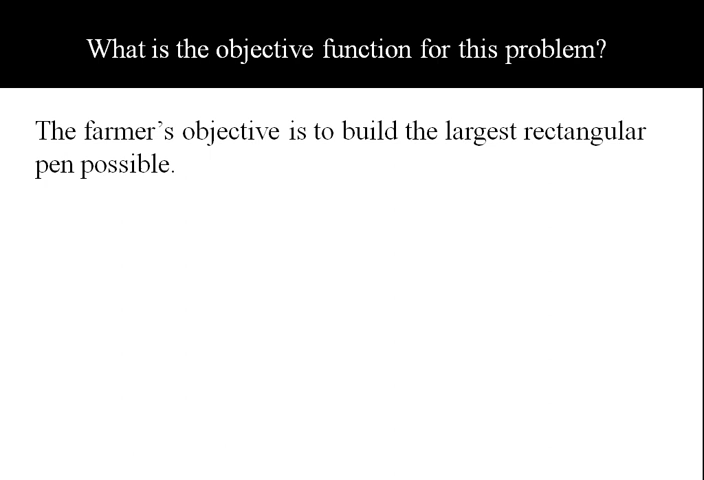 What is the objective function for this problem?
The farmer’s objective is to build the largest rectangular
pen possible.